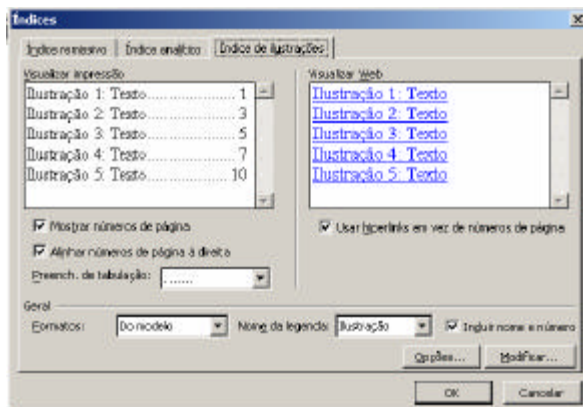 Índices
Índice remissivo Índice analítico Índice de ilustrações
Visualizar impressão
Ilustração 1: Texto.................... 1
Ilustração 2: Texto.................... 3
Ilustração 3: Texto.................... 5
Ilustração 4: Texto.................... 7
Ilustração 5: Texto.................. 10
Mostrar números de página
Alinhar números de página à direita
Preench. de tabulação: .......
Visualizar Web
Ilustração 1: Texto
Ilustração 2: Texto
Ilustração 3: Texto
Ilustração 4: Texto
Ilustração 5: Texto
Usar hiperlinks em vez de números de página
Geral
Formatos: Do modelo Nome da legenda: Ilustração Incluir nome e número
Opções... Modificar...
OK Cancelar